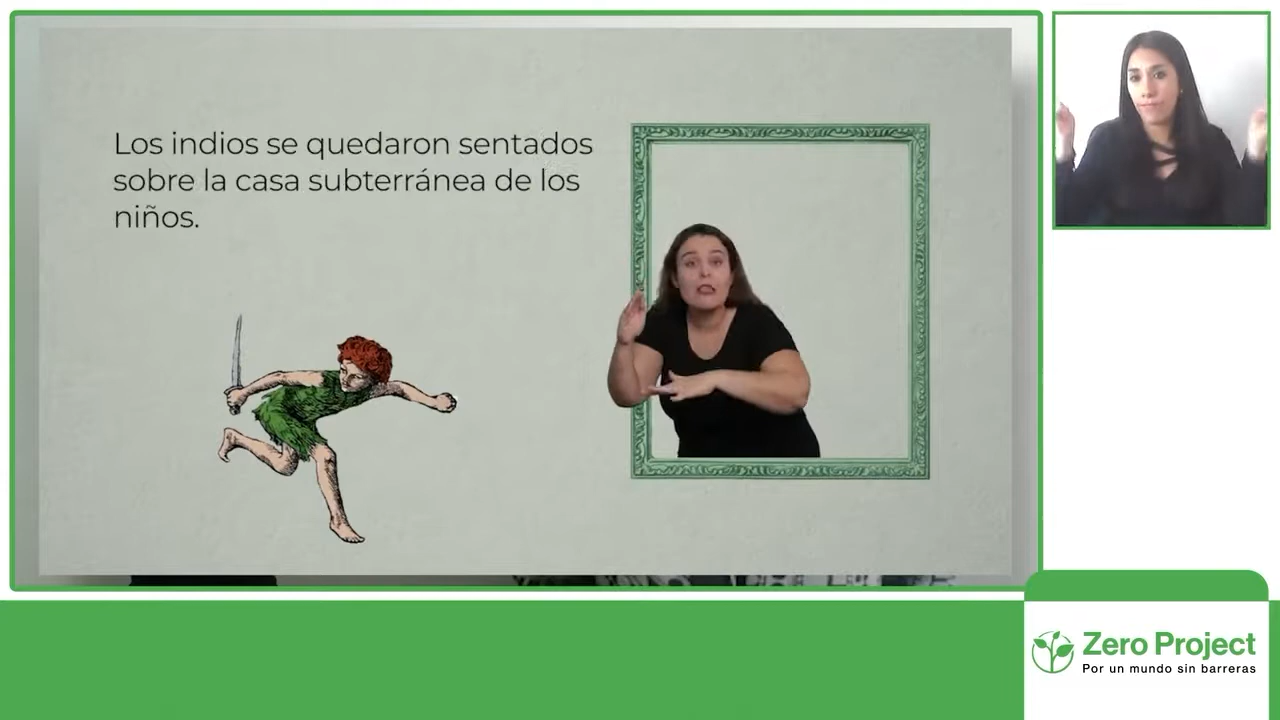 Los indios se quedaron sentados
sobre la casa subterránea de los
niños.
Zero Project
Por un mundo sin barreras